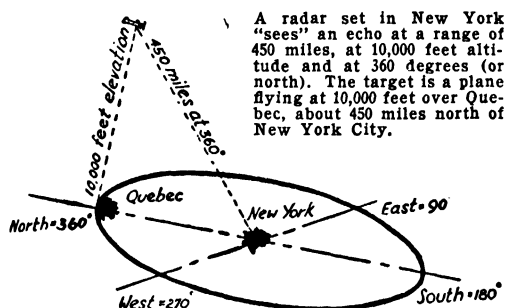 A radar set in New York
“sees” an echo at a range of
450 miles, at 10,000 feet alti-
tude and at 360 degrees (or
north). The target is a plane
flying at 10,000 feet over Que-
bec, about 450 miles north of
New York City.
10,000 feet elevation
450 miles at 360°
Quebec
North=360°
New York
East=90°
West=270°
South=180°